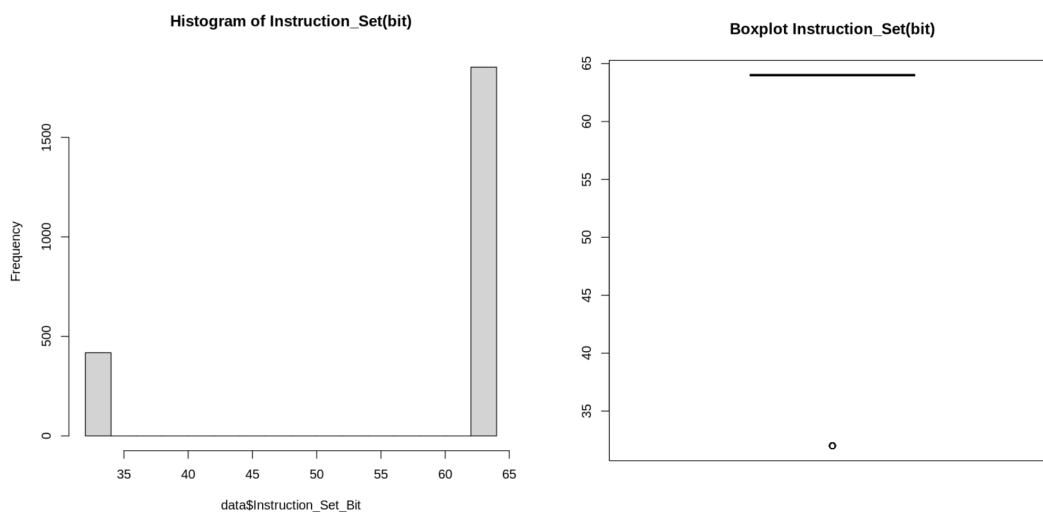 Histogram of Instruction_Set(bit)
Frequency
0
500
1000
1500
35 40 45 50 55 60 65
data$Instruction_Set_Bit
Boxplot Instruction_Set(bit)
65
60
55
50
45
40
35